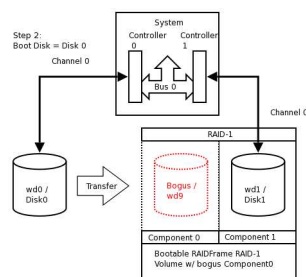 System
Step 2:
Boot Disk = Disk 0
Controller
0
Controller
1
Channel 0
Bus 0
Channel 0
RAID-1
wd0 /
Disk0
Transfer
Bogus /
wd9
wd1 /
Disk1
Component 0
Component 1
Bootable RAIDFrame RAID-1
Volume w/ bogus Component0